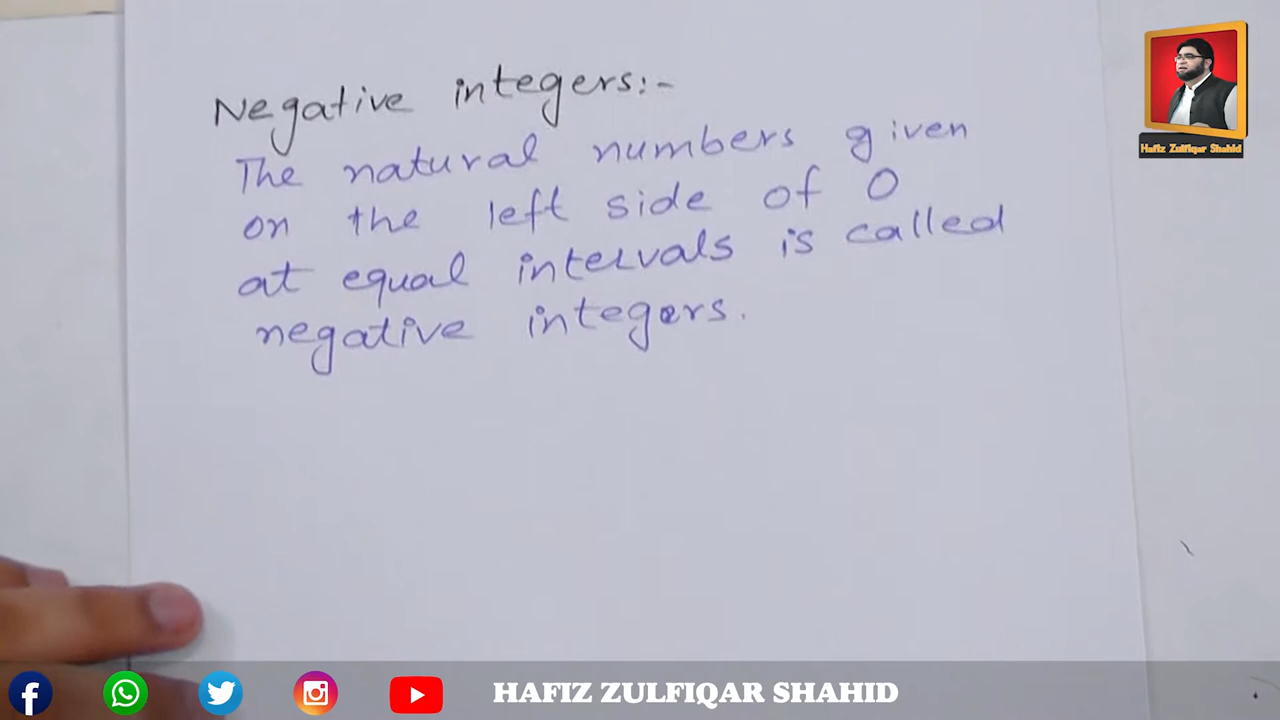 Negative integers:-
The natural numbers given
on the left side of 0
at equal intervals is called
negative integers.
Hafiz Zulfiqar Shahid
HAFIZ ZULFIQAR SHAHID